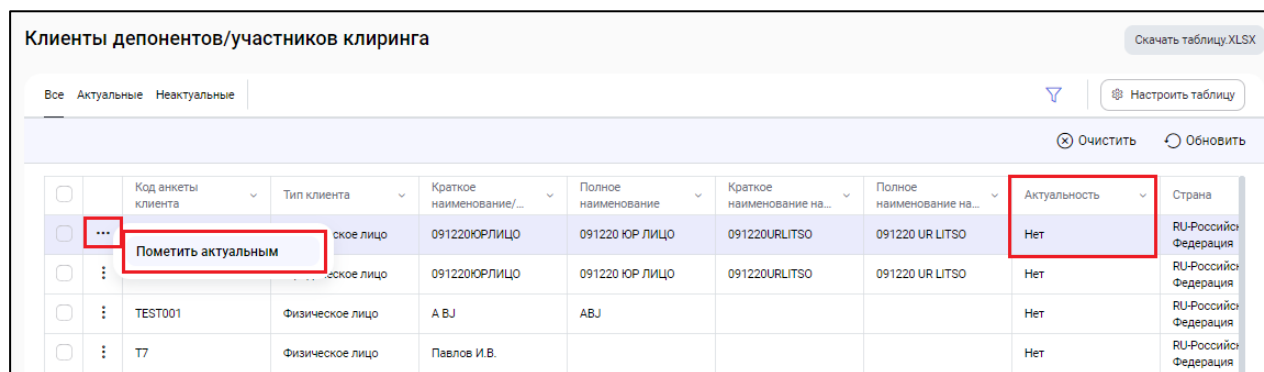 Клиенты депонентов/участников клиринга
Скачать таблицу.XLSX
Все Актуальные Неактуальные
Настроить таблицу
Очистить Обновить
Код анкеты клиента Тип клиента Краткое наименование/... Полное наименование Краткое наименование на... Полное наименование на... Актуальность Страна
ское лицо 091220ЮРЛИЦО 091220 ЮР ЛИЦО 091220URLITSO 091220 UR LITSO Нет RU-Российск Федерация
Пометить актуальным
еское лицо 091220ЮРЛИЦО 091220 ЮР ЛИЦО 091220URLITSO 091220 UR LITSO Нет RU-Российск Федерация
TEST001 Физическое лицо A BJ ABJ Нет RU-Российск Федерация
T7 Физическое лицо Павлов И.В. Нет RU-Российск Федерация